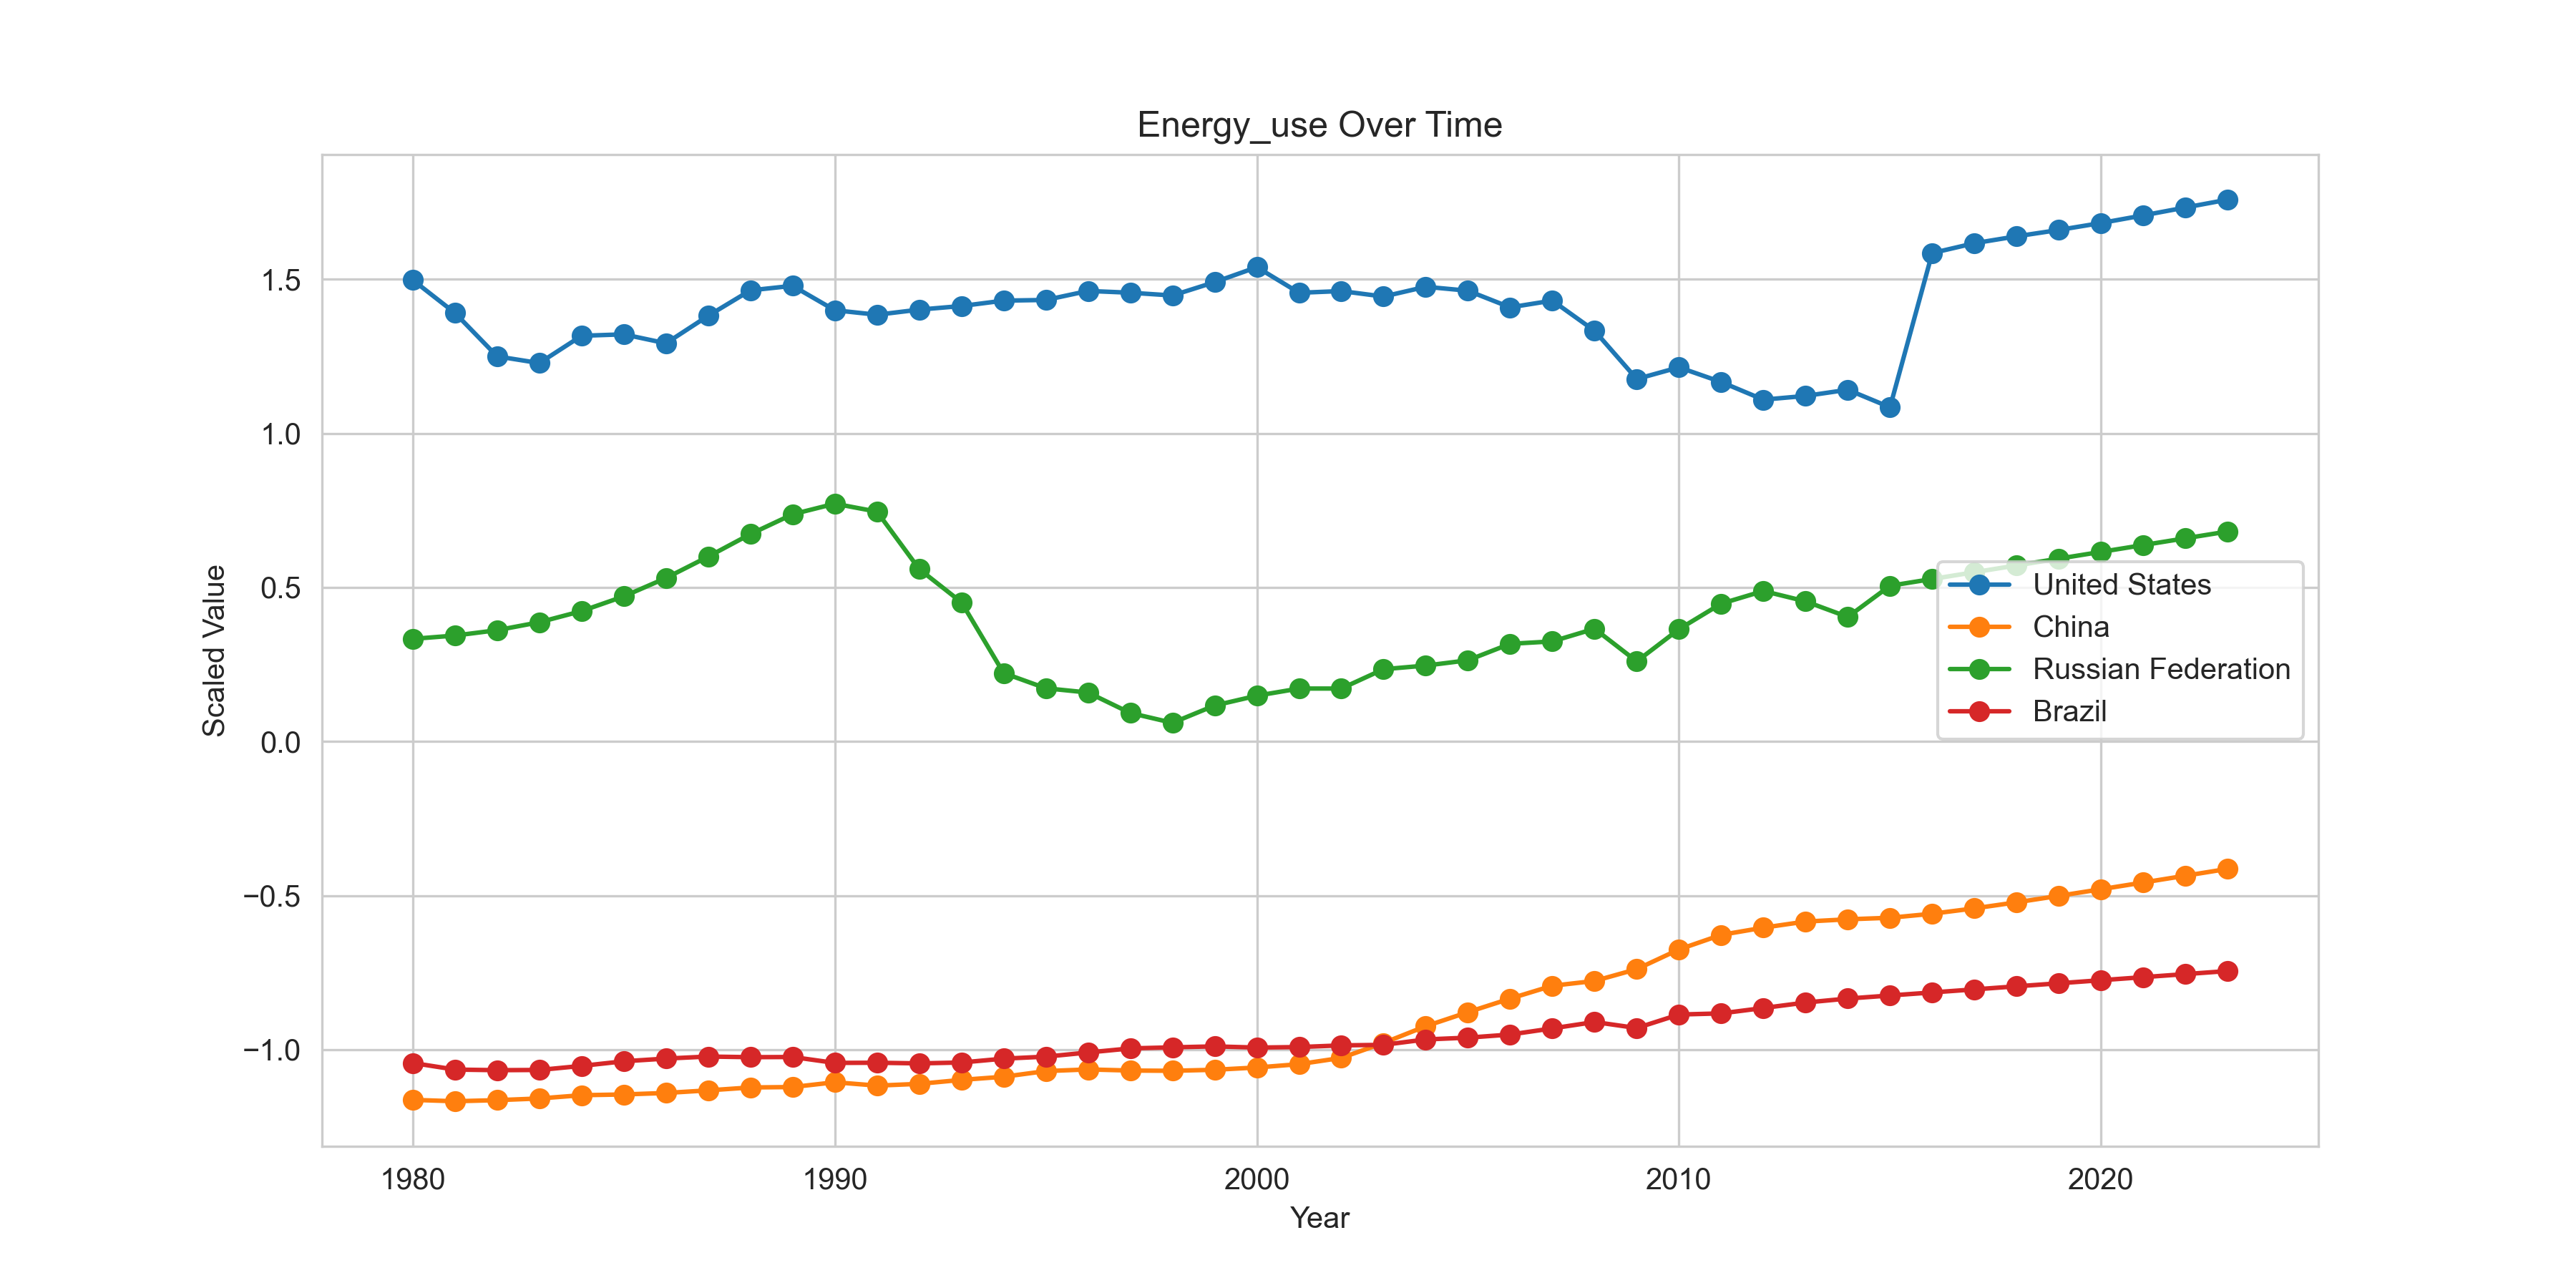 Energy_use Over Time
Scaled Value
1.5
1.0
0.5
0.0
−0.5
−1.0
United States
China
Russian Federation
Brazil
1980 1990 2000 2010 2020
Year